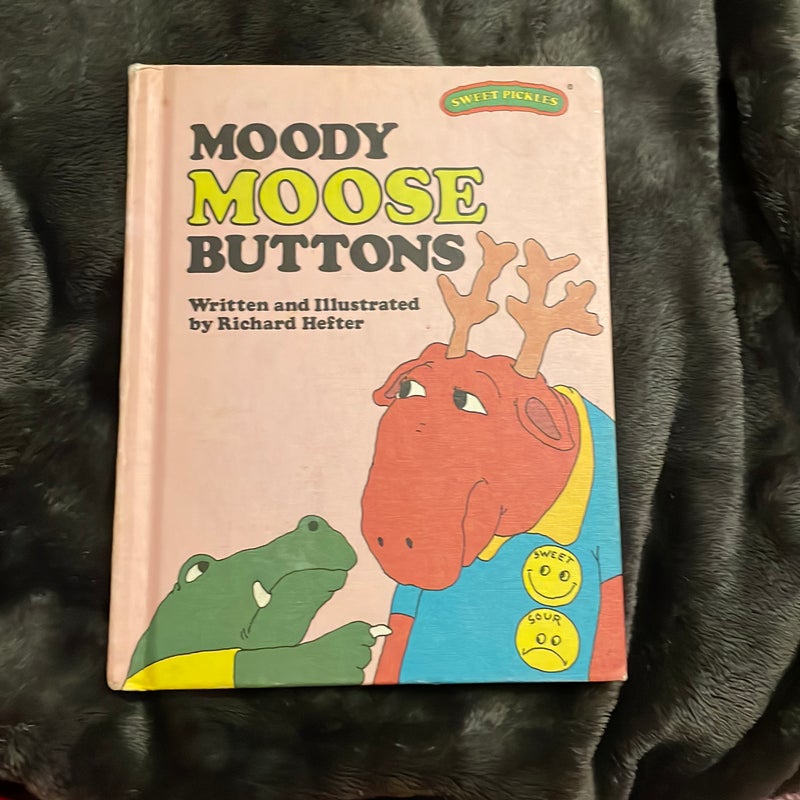 SWEET PICKLES
®
MOODY
MOOSE
BUTTONS
Written and Illustrated
by Richard Hefter
SWEET
SOUR